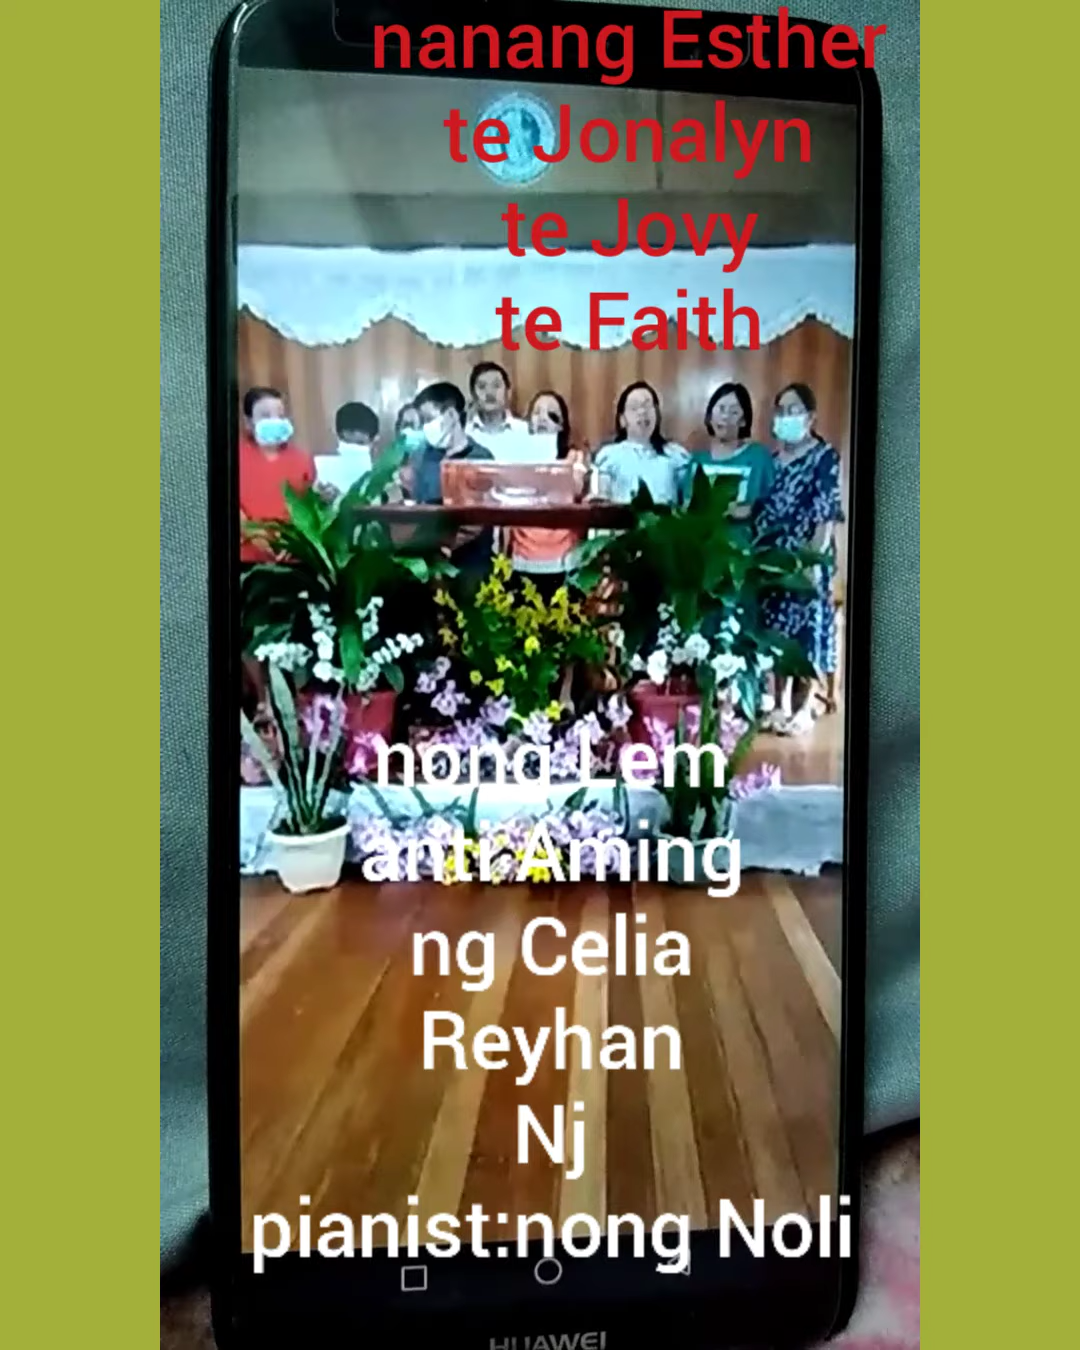 nanang Esther
te Jonalyn
te Jovy
te Faith
nong Lem
anti Aming
ng Celia
Reyhan
Nj
pianist:nong Noli
HUAWEI